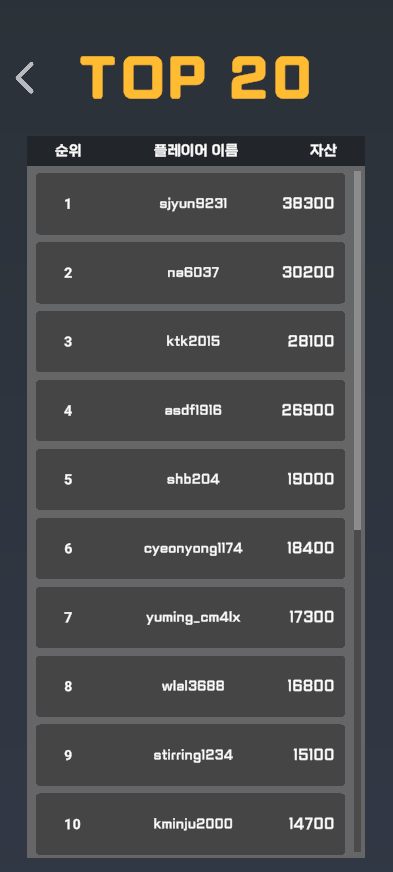 TOP 20
순위 플레이어 이름 자산
1 sjyun9231 38300
2 na6037 30200
3 ktk2015 28100
4 asdf1916 26900
5 shb204 19000
6 cyeonyong1174 18400
7 yuming_cm4lx 17300
8 wlal3688 16800
9 stirring1234 15100
10 kminju2000 14700